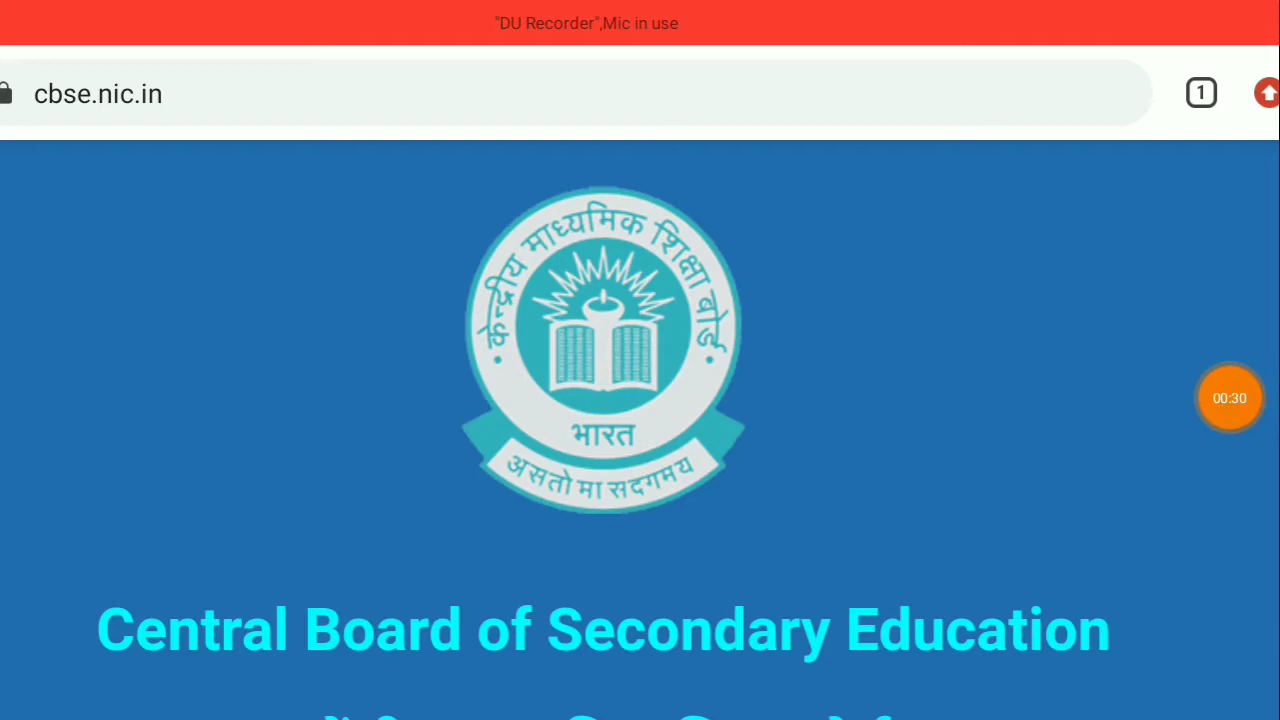 "DU Recorder",Mic in use
cbse.nic.in
1
केन्द्रीय माध्यमिक शिक्षा बोर्ड
भारत
असतो मा सदगमय
00:30
Central Board of Secondary Education